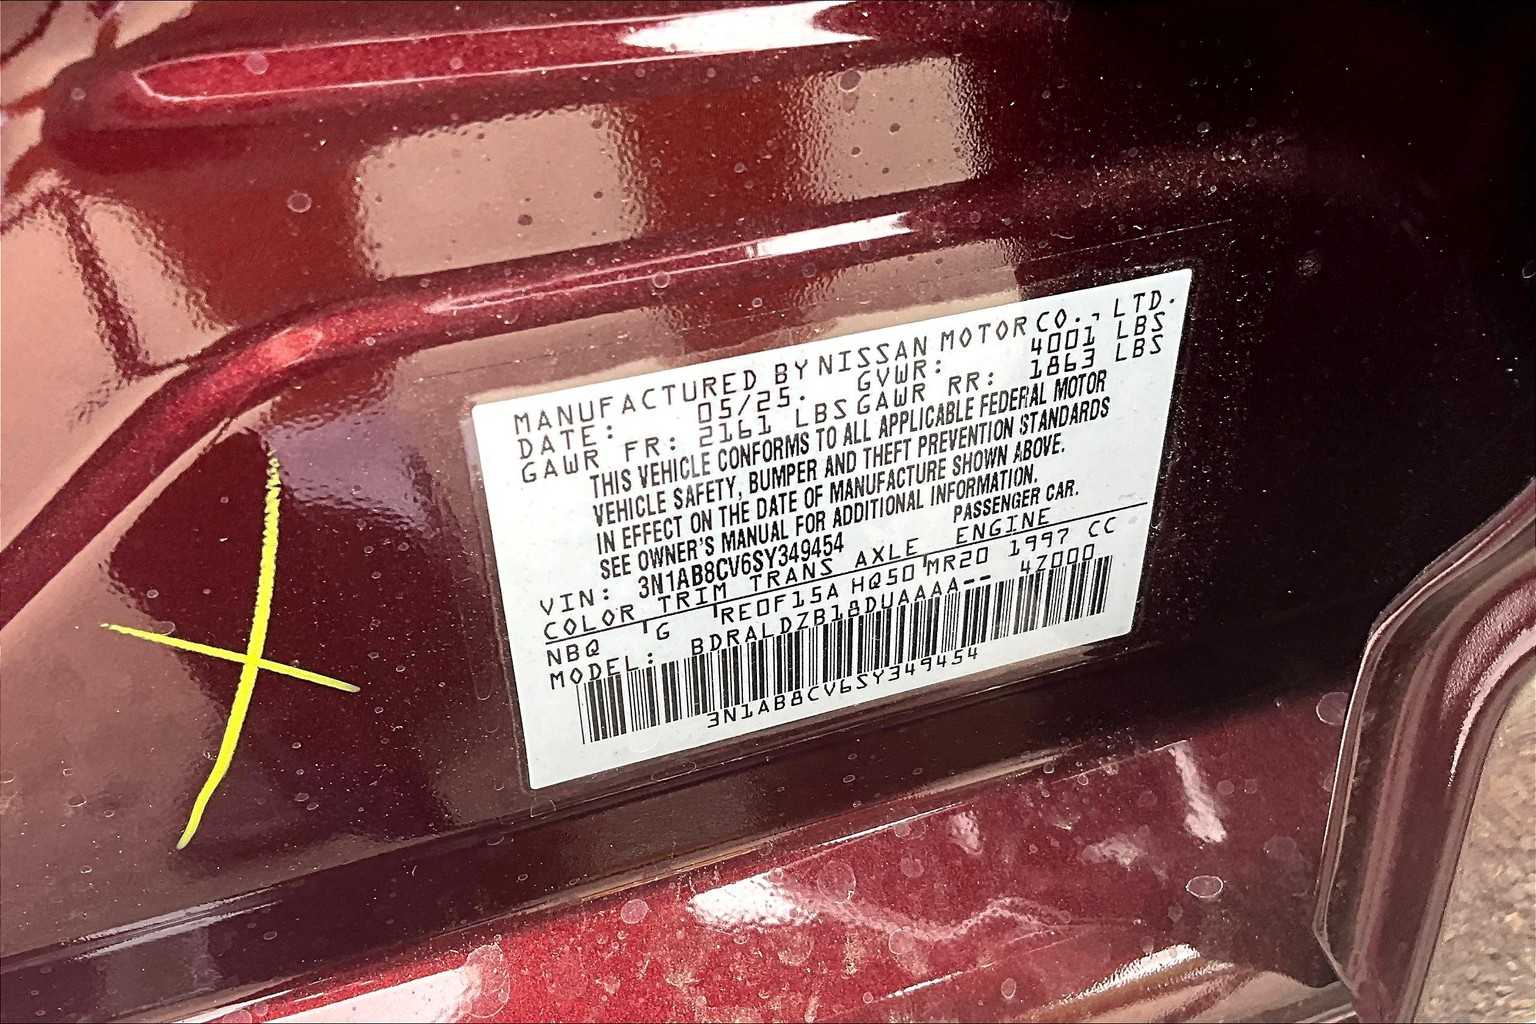 MANUFACTURED BY NISSAN MOTOR CO., LTD.
DATE: 05/25. GVWR: 4001 LBS
GAWR FR: 2161 LBS GAWR RR: 1863 LBS
THIS VEHICLE CONFORMS TO ALL APPLICABLE FEDERAL MOTOR
VEHICLE SAFETY, BUMPER AND THEFT PREVENTION STANDARDS
IN EFFECT ON THE DATE OF MANUFACTURE SHOWN ABOVE.
SEE OWNER'S MANUAL FOR ADDITIONAL INFORMATION.
VIN: 3N1AB8CV6SY349454 PASSENGER CAR.
COLOR TRIM TRANS AXLE ENGINE
NBQ G RE0F15A HQ50 MR20 1997 CC
MODEL: BDRALDZB18DUAAAA-- 47000
3N1AB8CV6SY349454